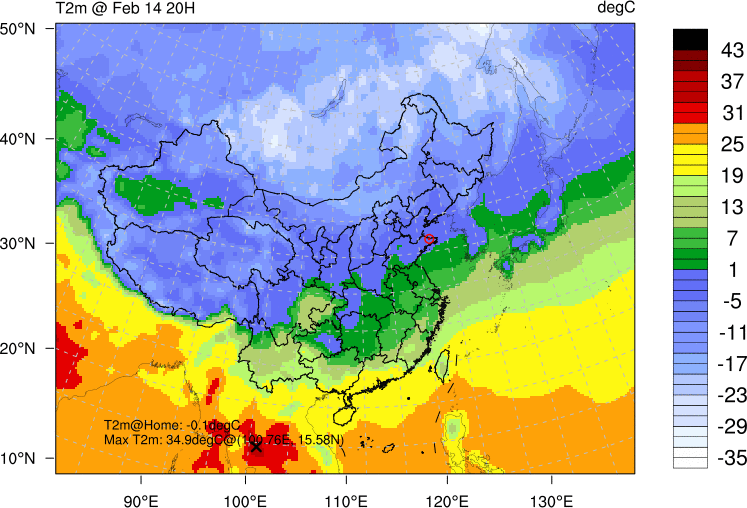 T2m @ Feb 14 20H
degC
50°N
40°N
30°N
20°N
10°N
90°E
100°E
110°E
120°E
130°E
43
37
31
25
19
13
7
1
-5
-11
-17
-23
-29
-35
T2m@Home: -0.1degC
Max T2m: 34.9degC@(100.76E, 15.58N)